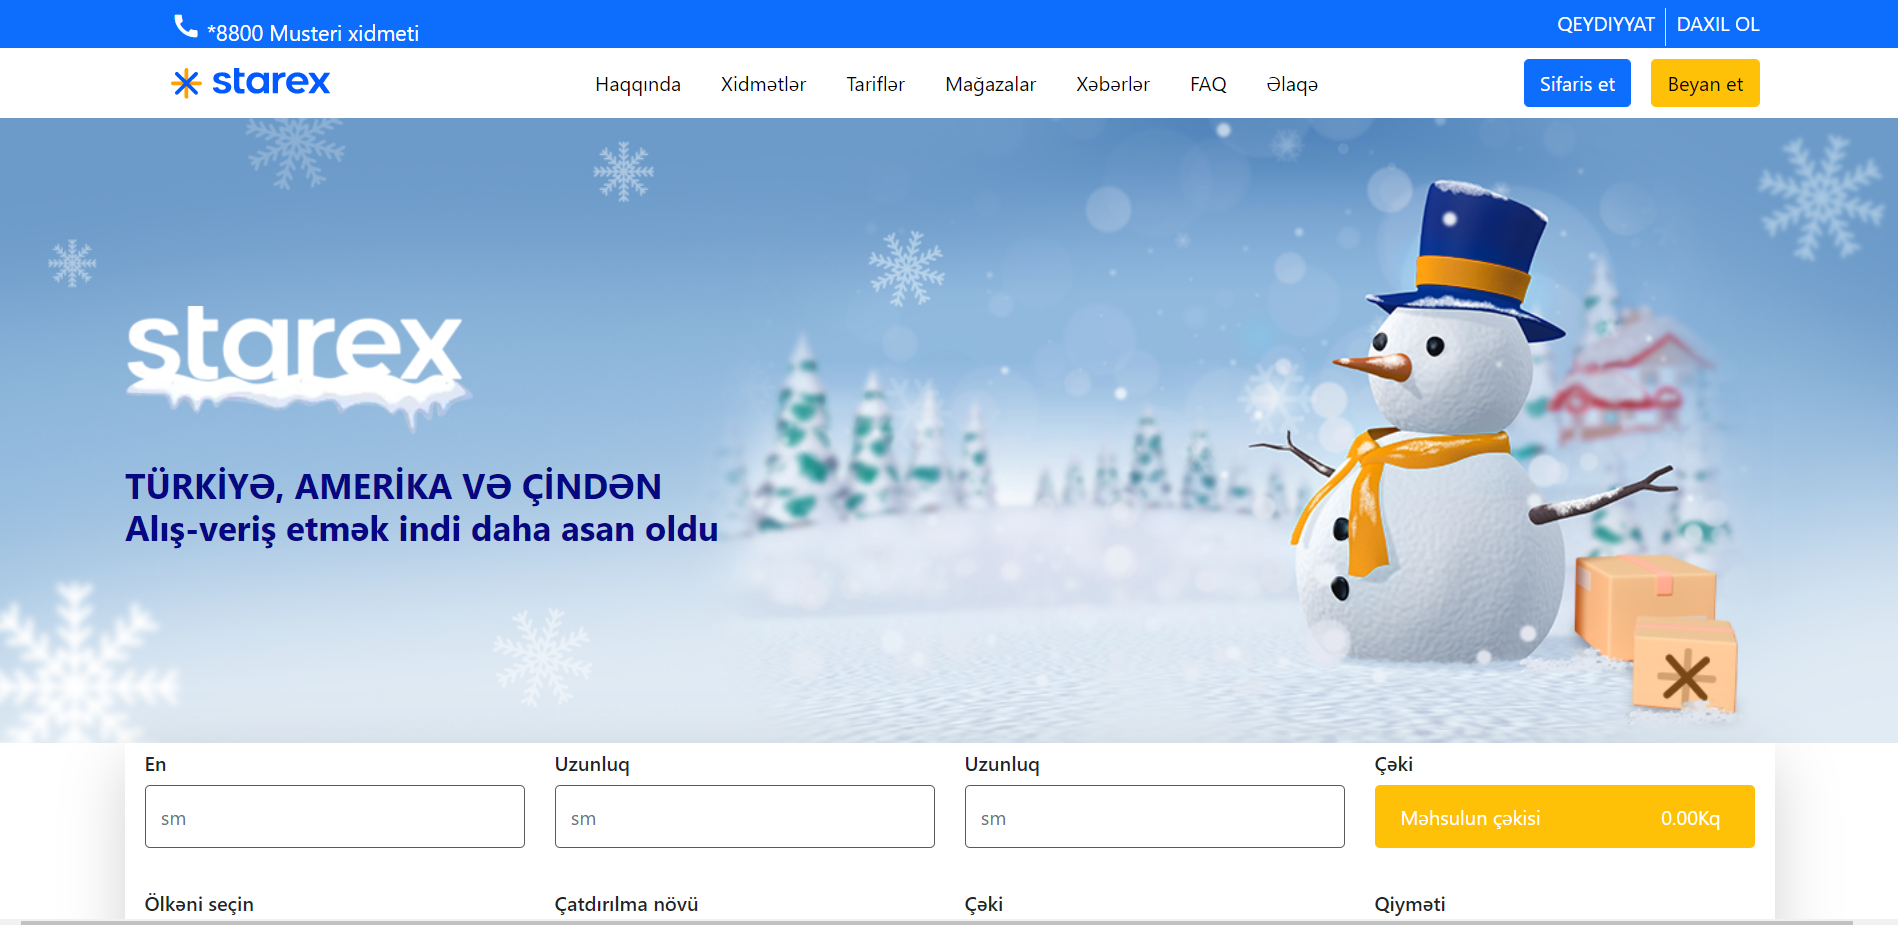 *8800 Musteri xidmeti
QEYDIYYAT DAXIL OL
starex
Haqqında Xidmətlər Tariflər Mağazalar Xəbərlər FAQ Əlaqə
Sifaris et Beyan et
starex
TÜRKİYƏ, AMERİKA VƏ ÇİNDƏN
Alış-veriş etmək indi daha asan oldu
En Uzunluq Uzunluq Çəki
sm sm sm Məhsulun çəkisi 0.00Kq
Ölkəni seçin Çatdırılma növü Çəki Qiyməti